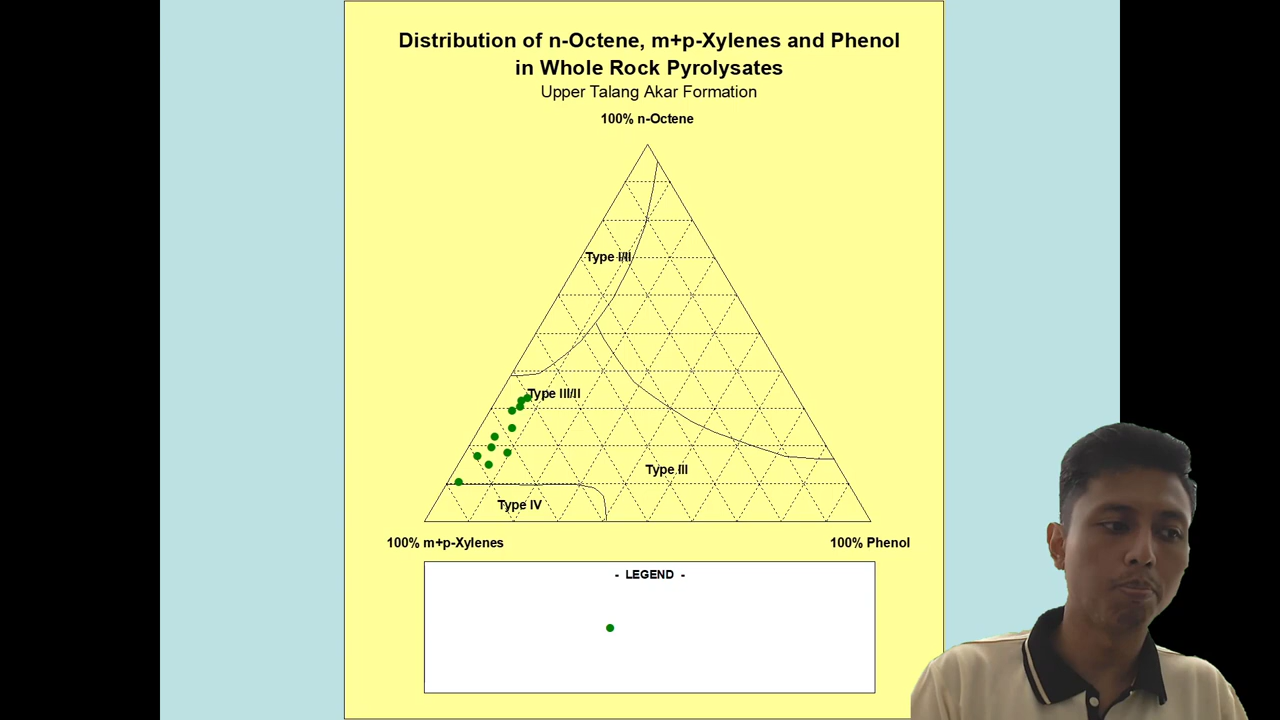 Distribution of n-Octene, m+p-Xylenes and Phenol
in Whole Rock Pyrolysates
Upper Talang Akar Formation
100% n-Octene
Type I/II
Type III/II
Type III
Type IV
100% m+p-Xylenes
100% Phenol
- LEGEND -